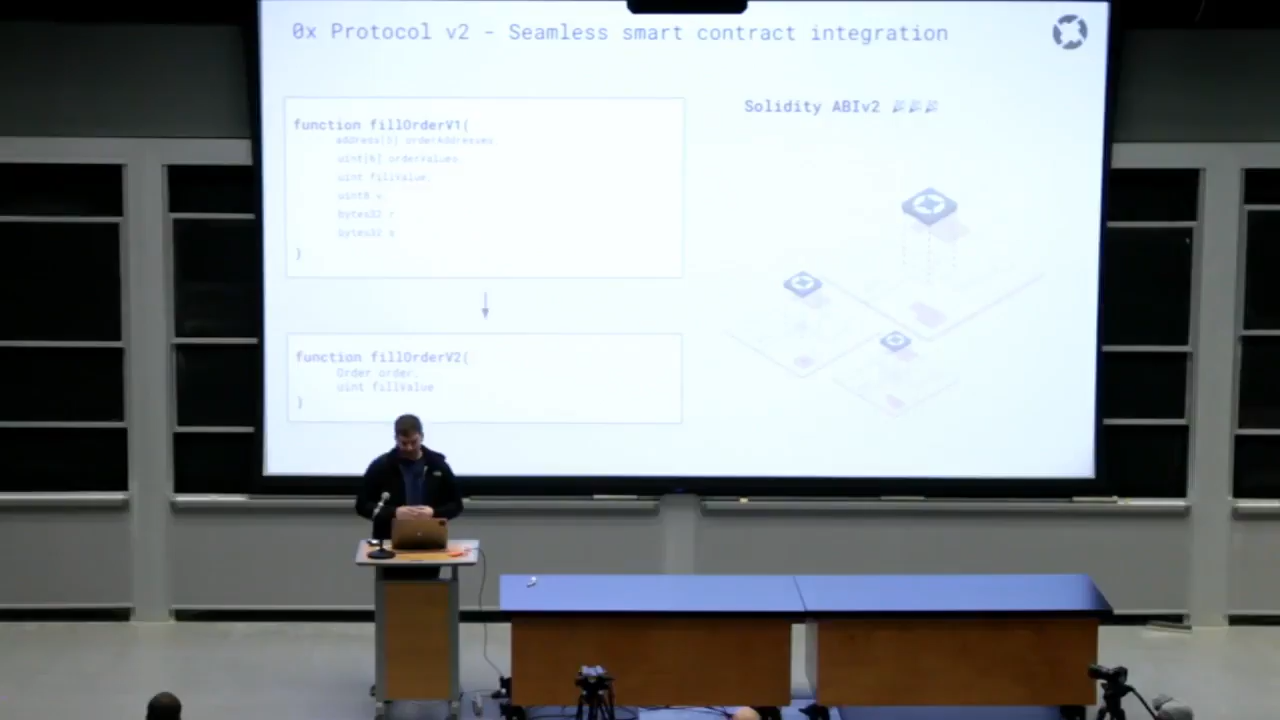 0x Protocol v2 - Seamless smart contract integration
Solidity ABIv2 🎉🎉🎉
function fillOrderV1(
address[5] orderAddresses
uint[6] orderValues
uint fillValue,
uint8 v,
bytes32 r
bytes32 s
)
function fillOrderV2(
Order order,
uint fillValue
)